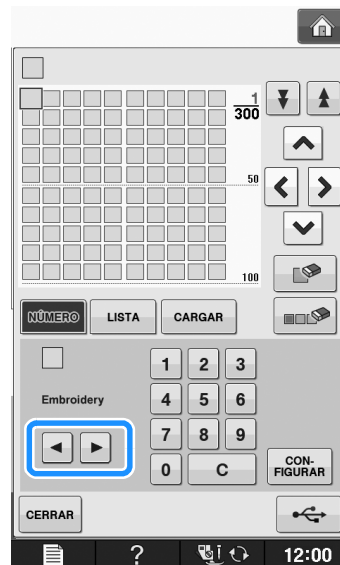 1
300
50
100
NÚMERO LISTA CARGAR
Embroidery
1 2 3
4 5 6
7 8 9
0 C
CON-
FIGURAR
CERRAR
? 12:00